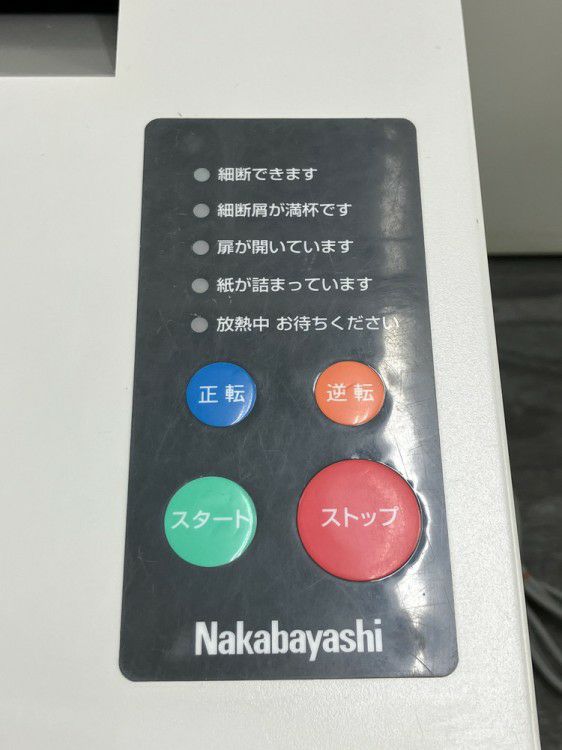 細断できます
細断屑が満杯です
扉が開いています
紙が詰まっています
放熱中 お待ちください
正転 逆転
スタート ストップ
Nakabayashi